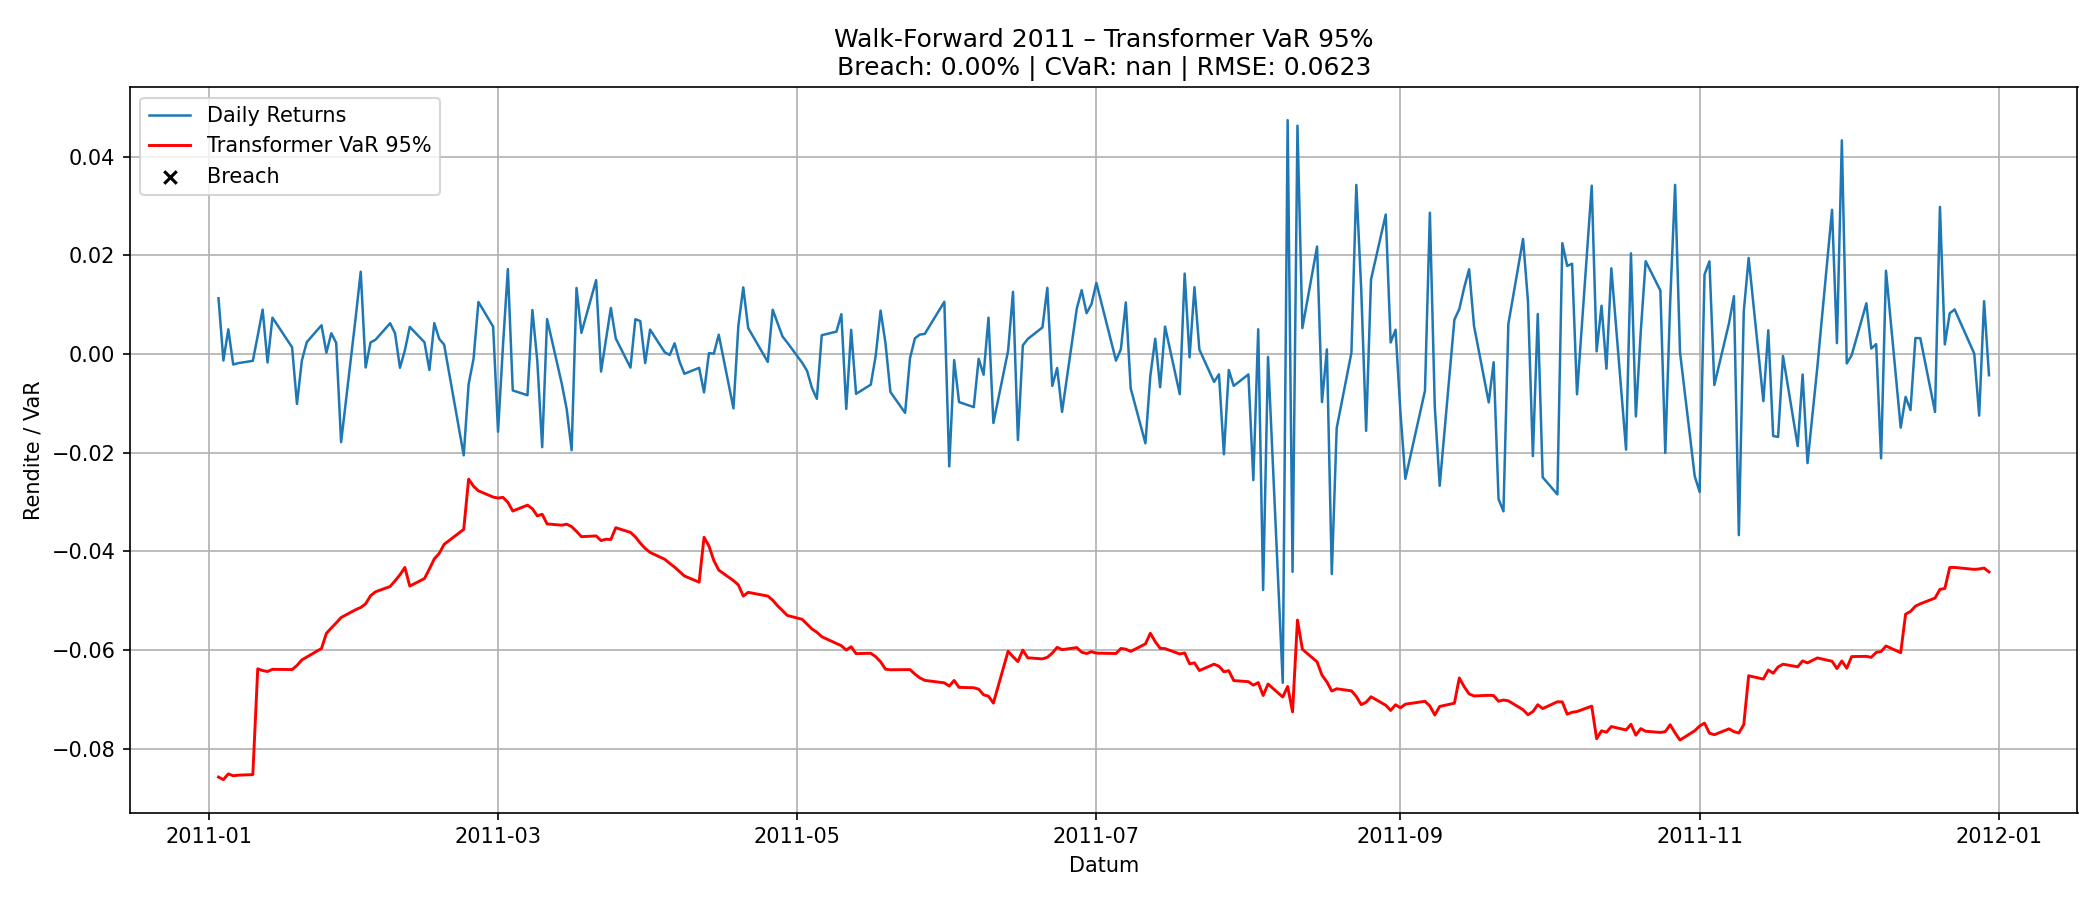 Walk-Forward 2011 – Transformer VaR 95%
Breach: 0.00% | CVaR: nan | RMSE: 0.0623
Daily Returns
Transformer VaR 95%
Breach
0.04
0.02
0.00
−0.02
−0.04
−0.06
−0.08
Rendite / VaR
2011-01
2011-03
2011-05
2011-07
2011-09
2011-11
2012-01
Datum